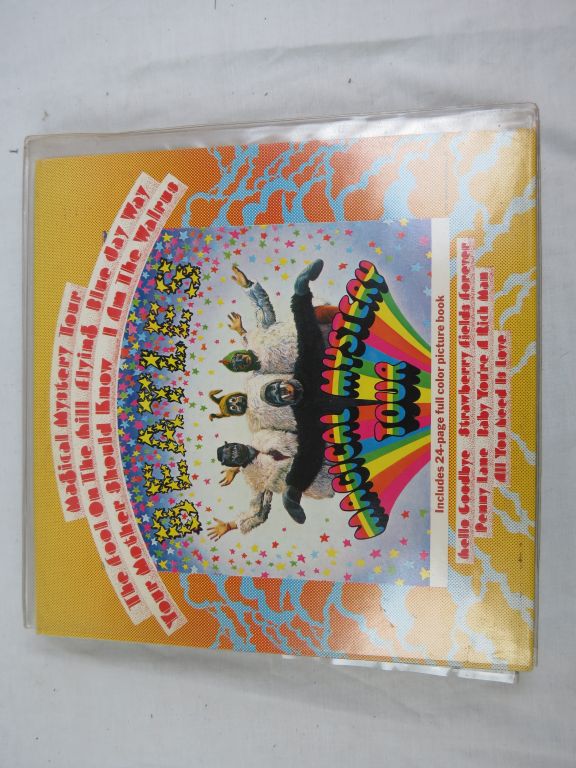 Magical Mystery Tour
The Fool On The Hill Flying Blue day Way
Your Mother Should Know I Am The Walrus
BEATLES
MAGICAL MYSTERY
TOUR
Includes 24-page full color picture book
Hello Goodbye Strawberry Fields Forever
Penny Lane Baby You're A Rich Man
All You Need Is Love